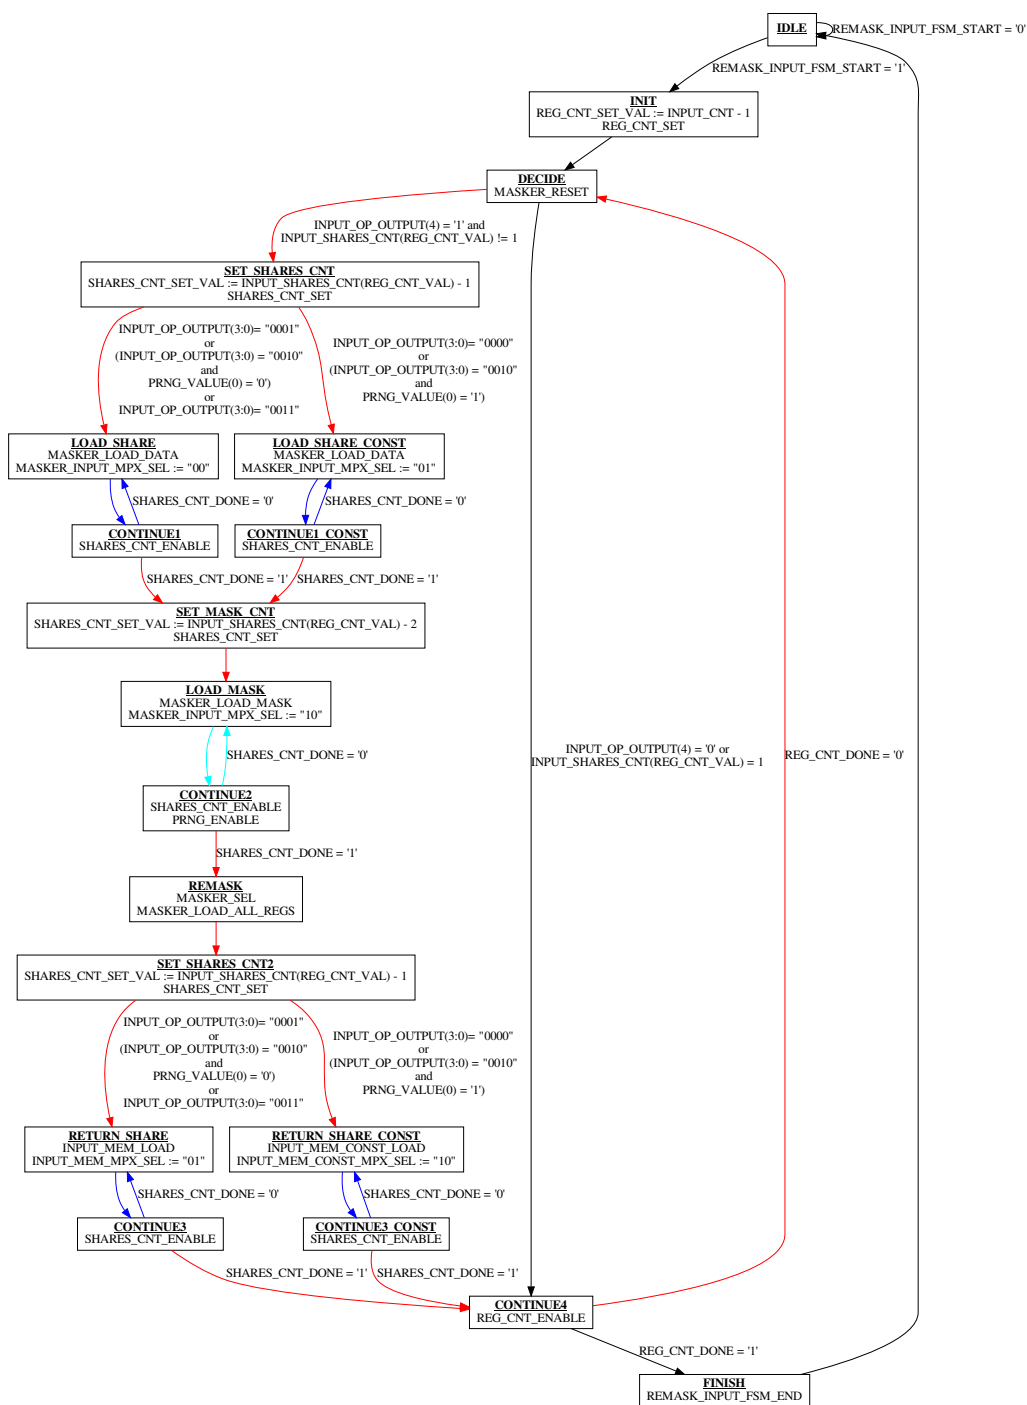 IDLE
REMASK_INPUT_FSM_START = '0'
REMASK_INPUT_FSM_START = '1'
INIT
REG_CNT_SET_VAL := INPUT_CNT - 1
REG_CNT_SET
DECIDE
MASKER_RESET
INPUT_OP_OUTPUT(4) = '1' and
INPUT_SHARES_CNT(REG_CNT_VAL) != 1
SET_SHARES_CNT
SHARES_CNT_SET_VAL := INPUT_SHARES_CNT(REG_CNT_VAL) - 1
SHARES_CNT_SET
INPUT_OP_OUTPUT(3:0)= "0001"
or
(INPUT_OP_OUTPUT(3:0) = "0010"
and
PRNG_VALUE(0) = '0')
or
INPUT_OP_OUTPUT(3:0)= "0011"
INPUT_OP_OUTPUT(3:0)= "0000"
or
(INPUT_OP_OUTPUT(3:0) = "0010"
and
PRNG_VALUE(0) = '1')
LOAD_SHARE
MASKER_LOAD_DATA
MASKER_INPUT_MPX_SEL := "00"
LOAD_SHARE_CONST
MASKER_LOAD_DATA
MASKER_INPUT_MPX_SEL := "01"
SHARES_CNT_DONE = '0'
SHARES_CNT_DONE = '0'
CONTINUE1
SHARES_CNT_ENABLE
CONTINUE1_CONST
SHARES_CNT_ENABLE
SHARES_CNT_DONE = '1'
SHARES_CNT_DONE = '1'
SET_MASK_CNT
SHARES_CNT_SET_VAL := INPUT_SHARES_CNT(REG_CNT_VAL) - 2
SHARES_CNT_SET
LOAD_MASK
MASKER_LOAD_MASK
MASKER_INPUT_MPX_SEL := "10"
SHARES_CNT_DONE = '0'
INPUT_OP_OUTPUT(4) = '0' or
INPUT_SHARES_CNT(REG_CNT_VAL) = 1
REG_CNT_DONE = '0'
CONTINUE2
SHARES_CNT_ENABLE
PRNG_ENABLE
SHARES_CNT_DONE = '1'
REMASK
MASKER_SEL
MASKER_LOAD_ALL_REGS
SET_SHARES_CNT2
SHARES_CNT_SET_VAL := INPUT_SHARES_CNT(REG_CNT_VAL) - 1
SHARES_CNT_SET
INPUT_OP_OUTPUT(3:0)= "0001"
or
(INPUT_OP_OUTPUT(3:0) = "0010"
and
PRNG_VALUE(0) = '0')
or
INPUT_OP_OUTPUT(3:0)= "0011"
INPUT_OP_OUTPUT(3:0)= "0000"
or
(INPUT_OP_OUTPUT(3:0) = "0010"
and
PRNG_VALUE(0) = '1')
RETURN_SHARE
INPUT_MEM_LOAD
INPUT_MEM_MPX_SEL := "01"
RETURN_SHARE_CONST
INPUT_MEM_CONST_LOAD
INPUT_MEM_CONST_MPX_SEL := "10"
SHARES_CNT_DONE = '0'
SHARES_CNT_DONE = '0'
CONTINUE3
SHARES_CNT_ENABLE
CONTINUE3_CONST
SHARES_CNT_ENABLE
SHARES_CNT_DONE = '1'
SHARES_CNT_DONE = '1'
CONTINUE4
REG_CNT_ENABLE
REG_CNT_DONE = '1'
FINISH
REMASK_INPUT_FSM_END